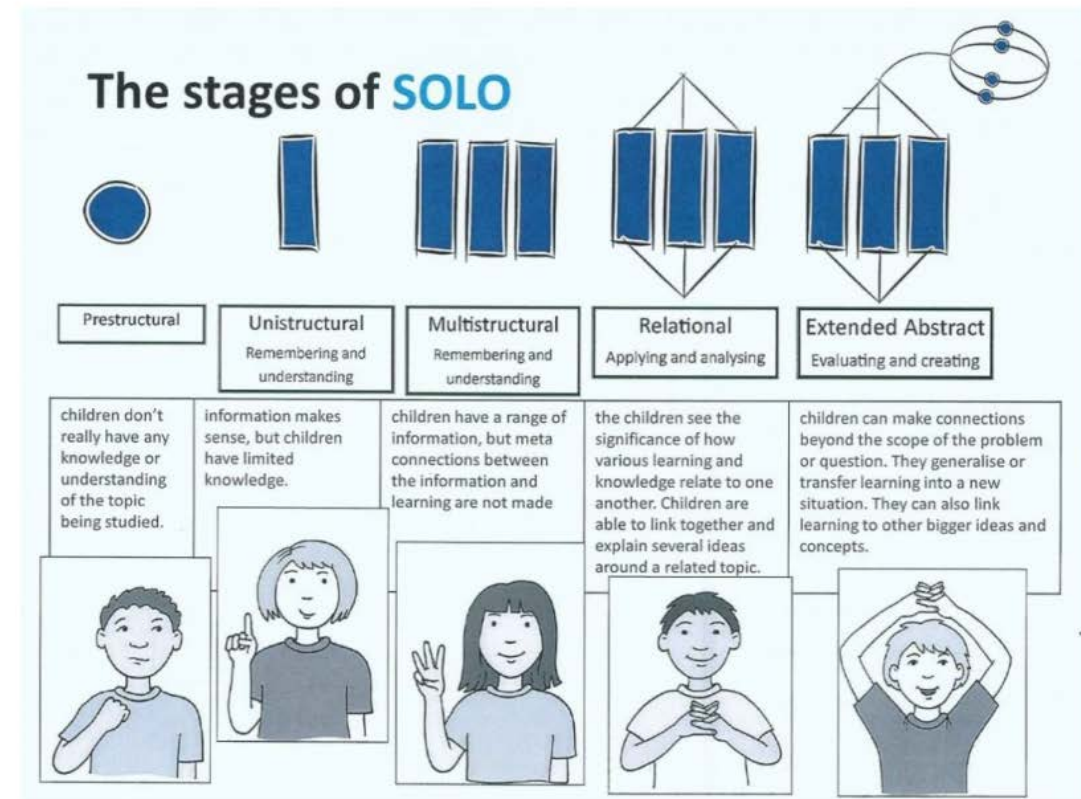 The stages of SOLO
Prestructural
Unistructural
Remembering and
understanding
Multistructural
Remembering and
understanding
Relational
Applying and analysing
Extended Abstract
Evaluating and creating
children don't
really have any
knowledge or
understanding
of the topic
being studied.
information makes
sense, but children
have limited
knowledge.
children have a range of
information, but meta
connections between
the information and
learning are not made
the children see the
significance of how
various learning and
knowledge relate to one
another. Children are
able to link together and
explain several ideas
around a related topic.
children can make connections
beyond the scope of the problem
or question. They generalise or
transfer learning into a new
situation. They can also link
learning to other bigger ideas and
concepts.